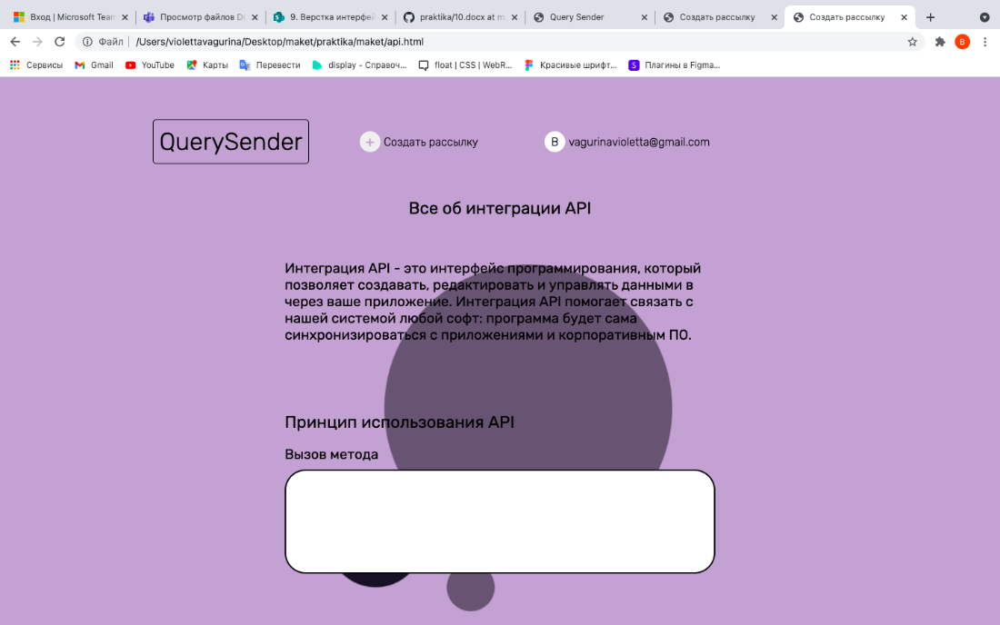 Вход | Microsoft Team
Просмотр файлов DO
9. Верстка интерфей
praktika/10.docx at m
Query Sender
Создать рассылку
Создать рассылку
Файл
/Users/violettavagurina/Desktop/maket/praktika/maket/api.html
B
Сервисы
Gmail
YouTube
Карты
Перевести
display - Справоч...
float | CSS | WebR...
Красивые шрифт...
Плагины в Figma...
QuerySender
+ Создать рассылку
B vagurinavioletta@gmail.com
Все об интеграции API
Интеграция API - это интерфейс программирования, который
позволяет создавать, редактировать и управлять данными в
через ваше приложение. Интеграция API помогает связать с
нашей системой любой софт: программа будет сама
синхронизироваться с приложениями и корпоративным ПО.
Принцип использования API
Вызов метода